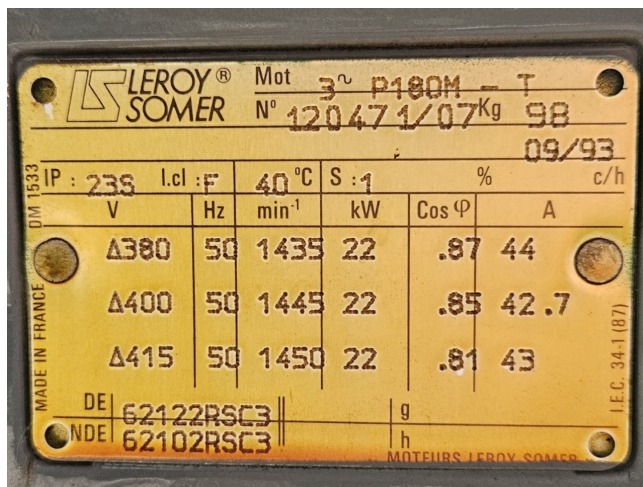 LEROY® Mot 3~ P180M - T
SOMER N° 120471/07 Kg 98
09/93
IP : 23S I.cl : F 40 °C S : 1 % c/h
V Hz min-1 kW Cos φ A
Δ380 50 1435 22 .87 44
Δ400 50 1445 22 .85 42.7
Δ415 50 1450 22 .81 43
DE 62122RSC3 g
NDE 62102RSC3 h
MOTEURS LEROY SOMER
DM 1533
MADE IN FRANCE
I.E.C. 34-1 (87)